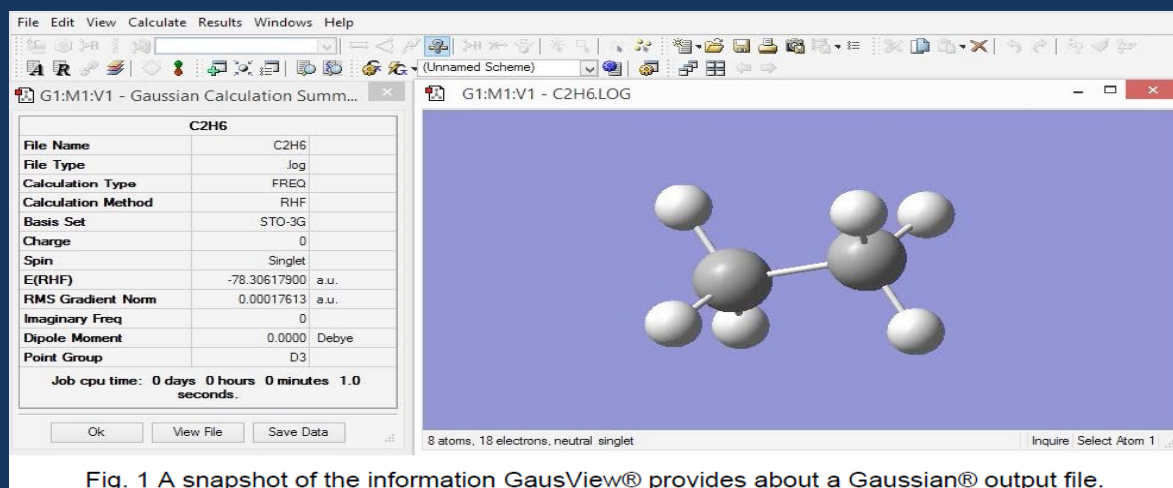 File Edit View Calculate Results Windows Help
(Unnamed Scheme)
G1:M1:V1 - Gaussian Calculation Summ...
G1:M1:V1 - C2H6.LOG
C2H6
File Name C2H6
File Type .log
Calculation Type FREQ
Calculation Method RHF
Basis Set STO-3G
Charge 0
Spin Singlet
E(RHF) -78.30617900 a.u.
RMS Gradient Norm 0.00017613 a.u.
Imaginary Freq 0
Dipole Moment 0.0000 Debye
Point Group D3
Job cpu time: 0 days 0 hours 0 minutes 1.0
seconds.
Ok View File Save Data
8 atoms, 18 electrons, neutral singlet Inquire Select Atom 1
Fig. 1 A snapshot of the information GausView® provides about a Gaussian® output file.